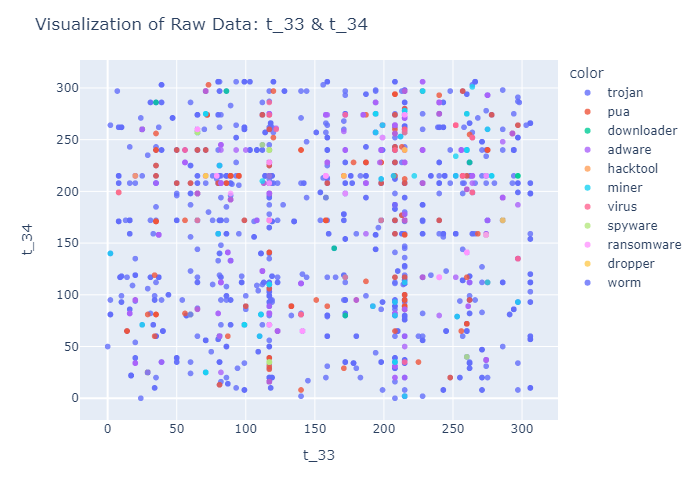 Visualization of Raw Data: t_33 & t_34
color
trojan
pua
downloader
adware
hacktool
miner
virus
spyware
ransomware
dropper
worm
t_34
300
250
200
150
100
50
0
0 50 100 150 200 250 300
t_33